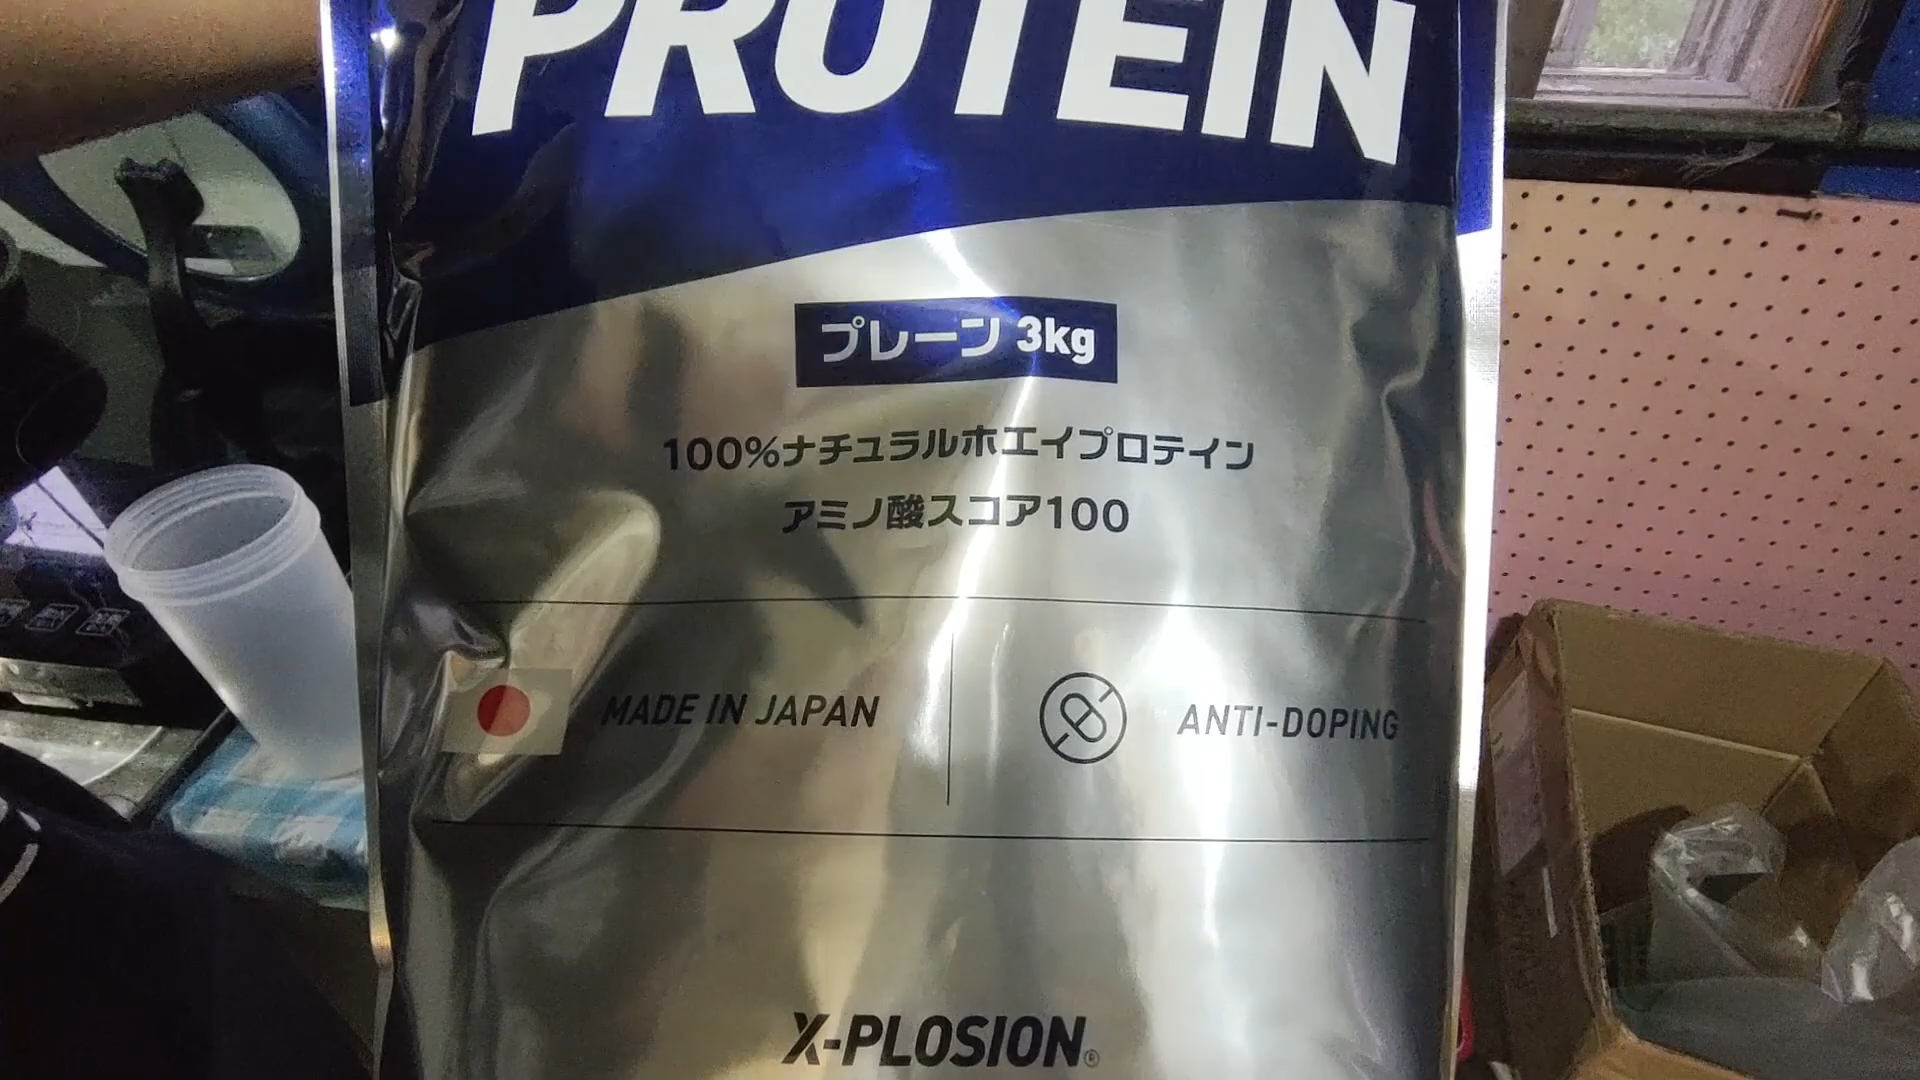 PROTEIN
プレーン 3kg
100%ナチュラルホエイプロテイン
アミノ酸スコア100
MADE IN JAPAN
ANTI-DOPING
X-PLOSION®